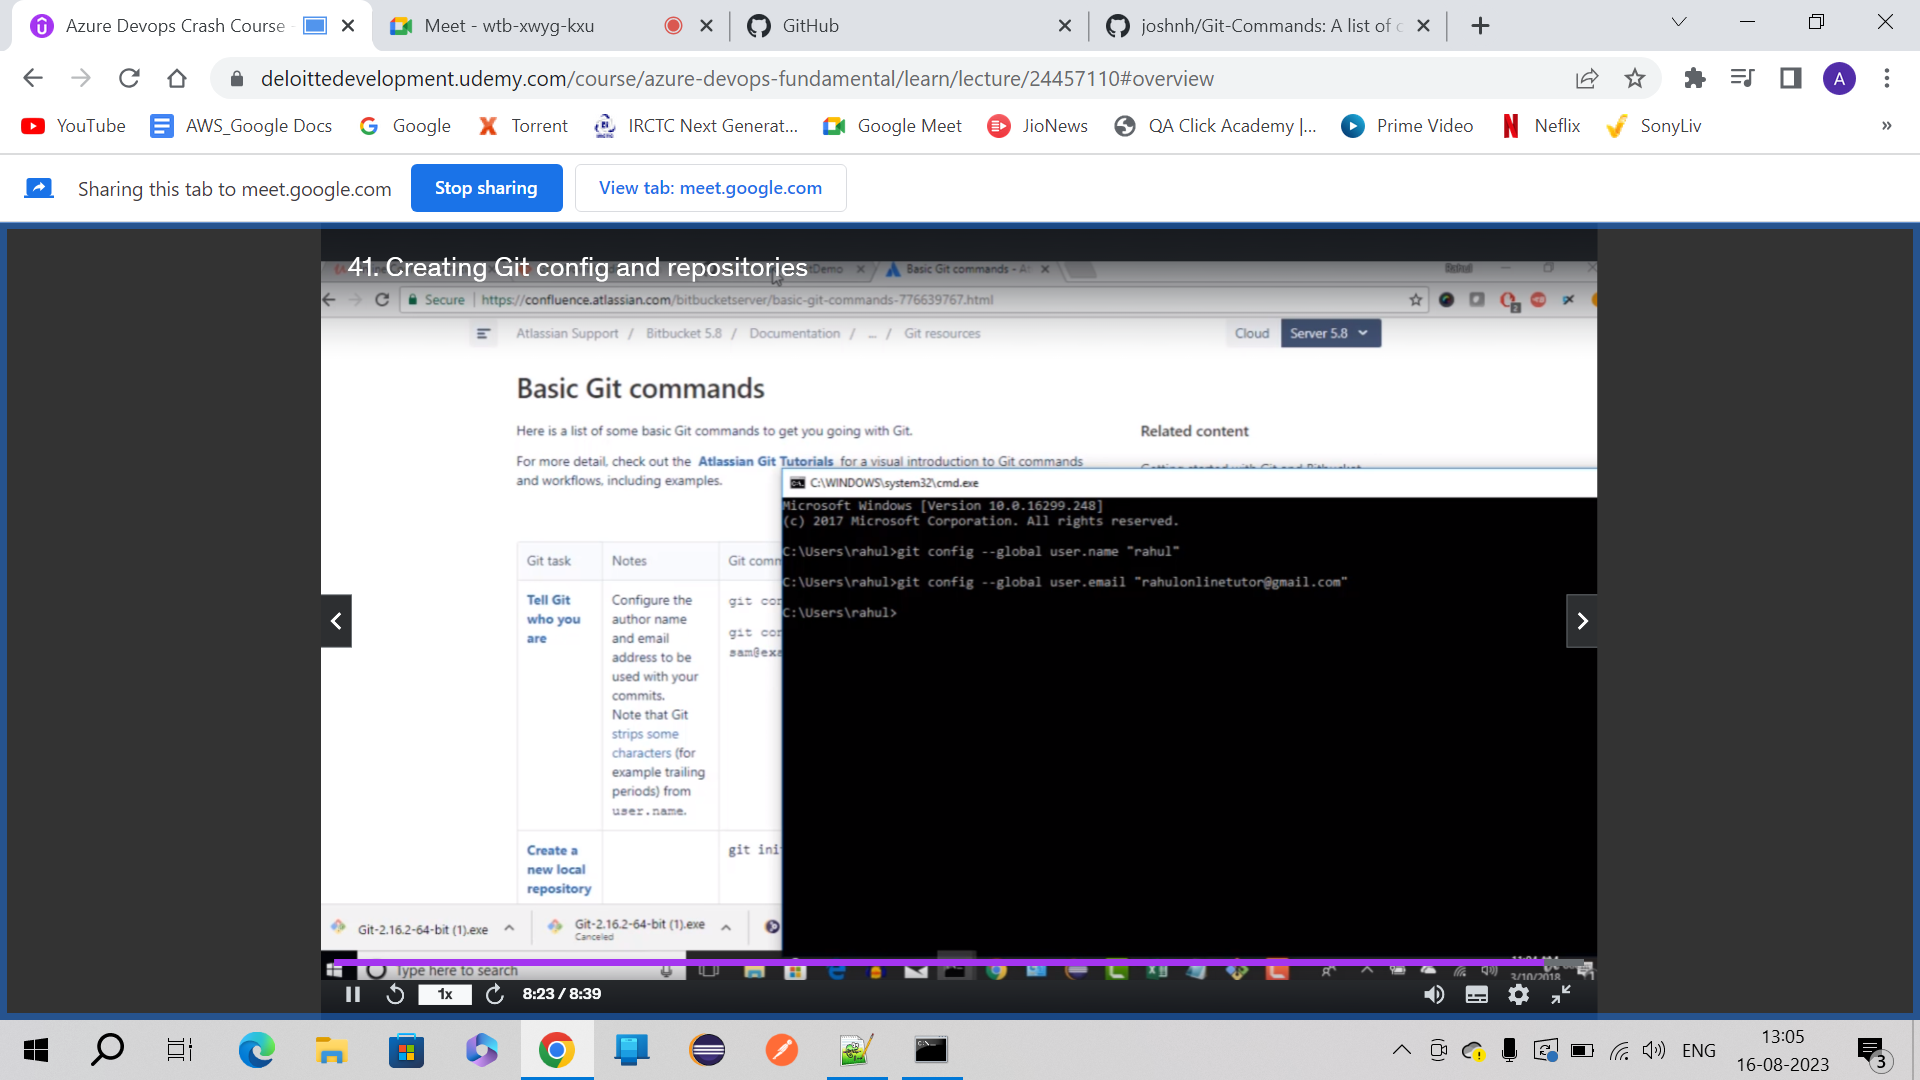 Azure Devops Crash Course
Meet - wtb-xwyg-kxu
GitHub
joshnh/Git-Commands: A list of c
deloittedevelopment.udemy.com/course/azure-devops-fundamental/learn/lecture/24457110#overview
A
YouTube
AWS_Google Docs
Google
Torrent
IRCTC Next Generat...
Google Meet
JioNews
QA Click Academy |...
Prime Video
Neflix
SonyLiv
»
Sharing this tab to meet.google.com
Stop sharing
View tab: meet.google.com
41. Creating Git config and repositories
Demo
Basic Git commands - A
Secure | https://confluence.atlassian.com/bitbucketserver/basic-git-commands-776639767.html
Atlassian Support / Bitbucket 5.8 / Documentation / ... / Git resources
Cloud
Server 5.8
Basic Git commands
Here is a list of some basic Git commands to get you going with Git.
Related content
For more detail, check out the Atlassian Git Tutorials for a visual introduction to Git commands
and workflows, including examples.
Getting started with Git and Bitbucket
C:\WINDOWS\system32\cmd.exe
Microsoft Windows [Version 10.0.16299.248]
(c) 2017 Microsoft Corporation. All rights reserved.
C:\Users\rahul>git config --global user.name "rahul"
C:\Users\rahul>git config --global user.email "rahulonlinetutor@gmail.com"
C:\Users\rahul>
Git task
Notes
Git comm
Tell Git
who you
are
Configure the
author name
and email
address to be
used with your
commits.
Note that Git
strips some
characters (for
example trailing
periods) from
user.name.
git con
git con
sam@exa
Create a
new local
repository
git ini
Git-2.16.2-64-bit (1).exe
Git-2.16.2-64-bit (1).exe
Canceled
Type here to search
3/10/2018
1x
8:23 / 8:39
ENG
13:05
16-08-2023
3